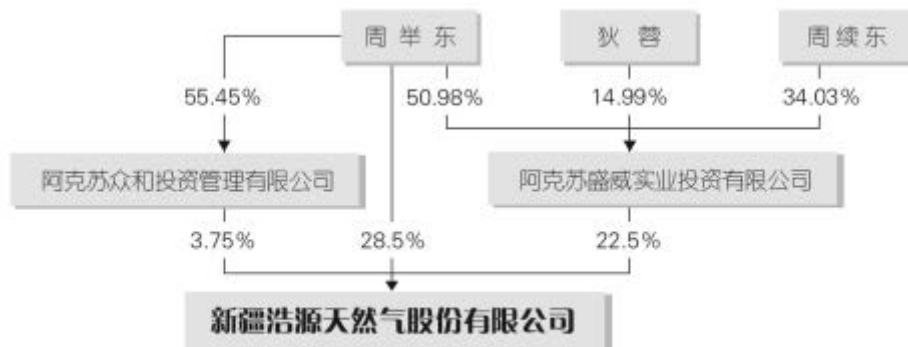 周举东 狄蓉 周续东
55.45% 50.98% 14.99% 34.03%
阿克苏众和投资管理有限公司 阿克苏盛威实业投资有限公司
3.75% 28.5% 22.5%
新疆浩源天然气股份有限公司